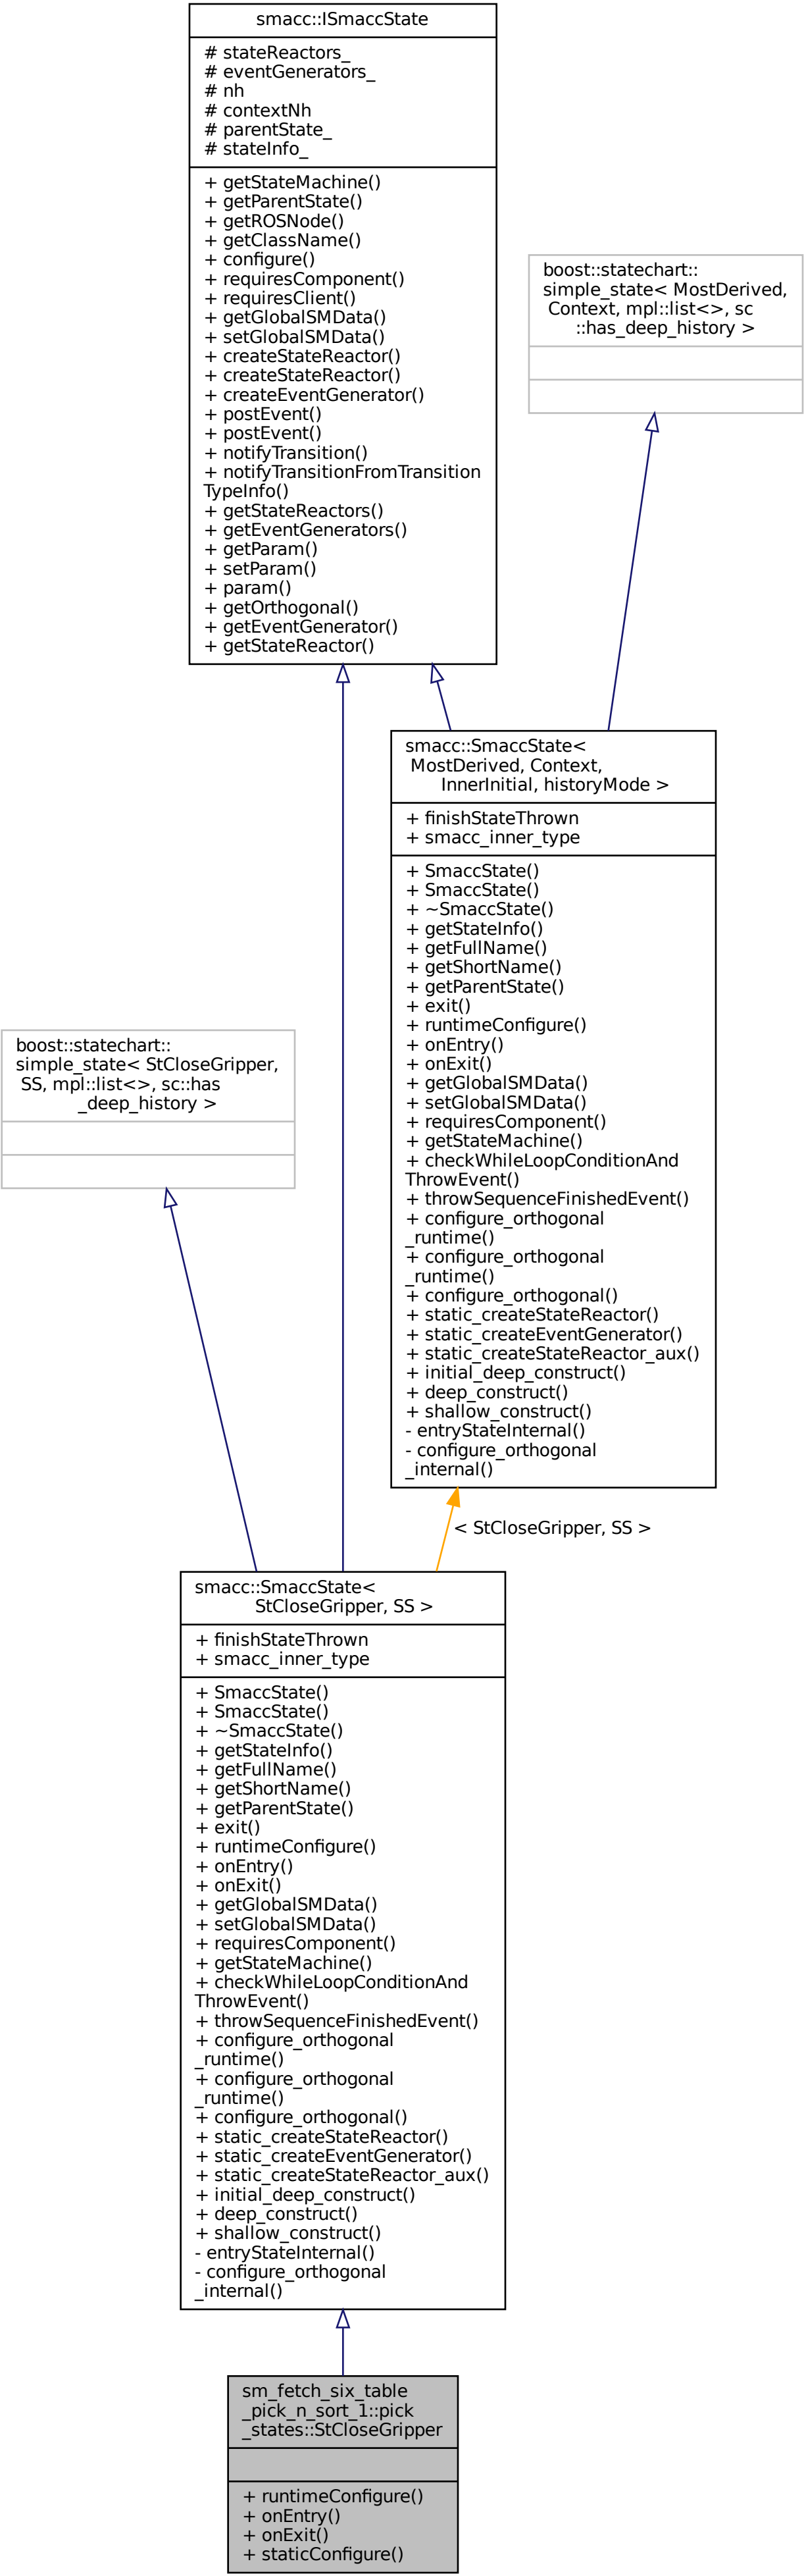 smacc::ISmaccState
# stateReactors_
# eventGenerators_
# nh
# contextNh
# parentState_
# stateInfo_
+ getStateMachine()
+ getParentState()
+ getROSNode()
+ getClassName()
+ configure()
+ requiresComponent()
+ requiresClient()
+ getGlobalSMData()
+ setGlobalSMData()
+ createStateReactor()
+ createStateReactor()
+ createEventGenerator()
+ postEvent()
+ postEvent()
+ notifyTransition()
+ notifyTransitionFromTransition
TypeInfo()
+ getStateReactors()
+ getEventGenerators()
+ getParam()
+ setParam()
+ param()
+ getOrthogonal()
+ getEventGenerator()
+ getStateReactor()
boost::statechart::
simple_state< MostDerived,
Context, mpl::list<>, sc
::has_deep_history >
smacc::SmaccState<
MostDerived, Context,
InnerInitial, historyMode >
+ finishStateThrown
+ smacc_inner_type
+ SmaccState()
+ SmaccState()
+ ~SmaccState()
+ getStateInfo()
+ getFullName()
+ getShortName()
+ getParentState()
+ exit()
+ runtimeConfigure()
+ onEntry()
+ onExit()
+ getGlobalSMData()
+ setGlobalSMData()
+ requiresComponent()
+ getStateMachine()
+ checkWhileLoopConditionAnd
ThrowEvent()
+ throwSequenceFinishedEvent()
+ configure_orthogonal
_runtime()
+ configure_orthogonal
_runtime()
+ configure_orthogonal()
+ static_createStateReactor()
+ static_createEventGenerator()
+ static_createStateReactor_aux()
+ initial_deep_construct()
+ deep_construct()
+ shallow_construct()
- entryStateInternal()
- configure_orthogonal
_internal()
boost::statechart::
simple_state< StCloseGripper,
SS, mpl::list<>, sc::has
_deep_history >
< StCloseGripper, SS >
smacc::SmaccState<
StCloseGripper, SS >
+ finishStateThrown
+ smacc_inner_type
+ SmaccState()
+ SmaccState()
+ ~SmaccState()
+ getStateInfo()
+ getFullName()
+ getShortName()
+ getParentState()
+ exit()
+ runtimeConfigure()
+ onEntry()
+ onExit()
+ getGlobalSMData()
+ setGlobalSMData()
+ requiresComponent()
+ getStateMachine()
+ checkWhileLoopConditionAnd
ThrowEvent()
+ throwSequenceFinishedEvent()
+ configure_orthogonal
_runtime()
+ configure_orthogonal
_runtime()
+ configure_orthogonal()
+ static_createStateReactor()
+ static_createEventGenerator()
+ static_createStateReactor_aux()
+ initial_deep_construct()
+ deep_construct()
+ shallow_construct()
- entryStateInternal()
- configure_orthogonal
_internal()
sm_fetch_six_table
_pick_n_sort_1::pick
_states::StCloseGripper
+ runtimeConfigure()
+ onEntry()
+ onExit()
+ staticConfigure()